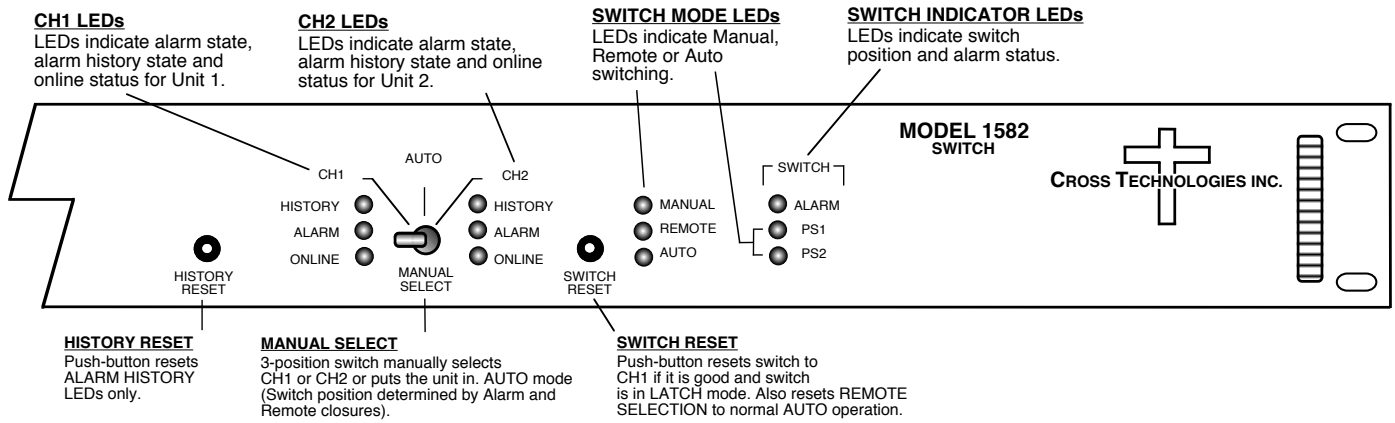 CH1 LEDs
LEDs indicate alarm state,
alarm history state and
online status for Unit 1.
CH2 LEDs
LEDs indicate alarm state,
alarm history state and online
status for Unit 2.
SWITCH MODE LEDs
LEDs indicate Manual,
Remote or Auto
switching.
SWITCH INDICATOR LEDs
LEDs indicate switch
position and alarm status.
MODEL 1582
SWITCH
CROSS TECHNOLOGIES INC.
AUTO
CH1
CH2
HISTORY
ALARM
ONLINE
HISTORY
ALARM
ONLINE
MANUAL
SELECT
HISTORY
RESET
SWITCH
RESET
MANUAL
REMOTE
AUTO
SWITCH
ALARM
PS1
PS2
HISTORY RESET
Push-button resets
ALARM HISTORY
LEDs only.
MANUAL SELECT
3-position switch manually selects
CH1 or CH2 or puts the unit in. AUTO mode
(Switch position determined by Alarm and
Remote closures).
SWITCH RESET
Push-button resets switch to
CH1 if it is good and switch
is in LATCH mode. Also resets REMOTE
SELECTION to normal AUTO operation.